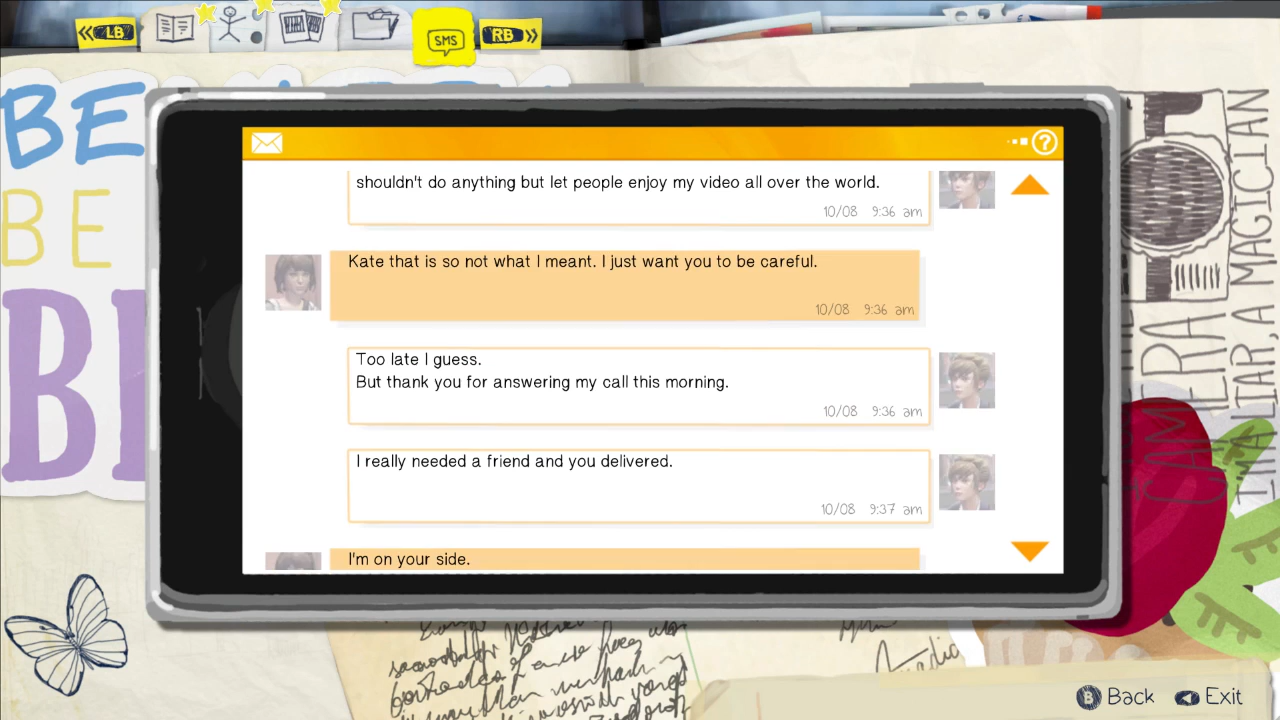 LB
SMS
RB
BE
BE
shouldn't do anything but let people enjoy my video all over the world.
10/08 9:36 am
Kate that is so not what I meant. I just want you to be careful.
10/08 9:36 am
Too late I guess.
But thank you for answering my call this morning.
10/08 9:36 am
I really needed a friend and you delivered.
10/08 9:37 am
I'm on your side.
CAMERA
LIAR, A MAGICIAN
B Back
Exit